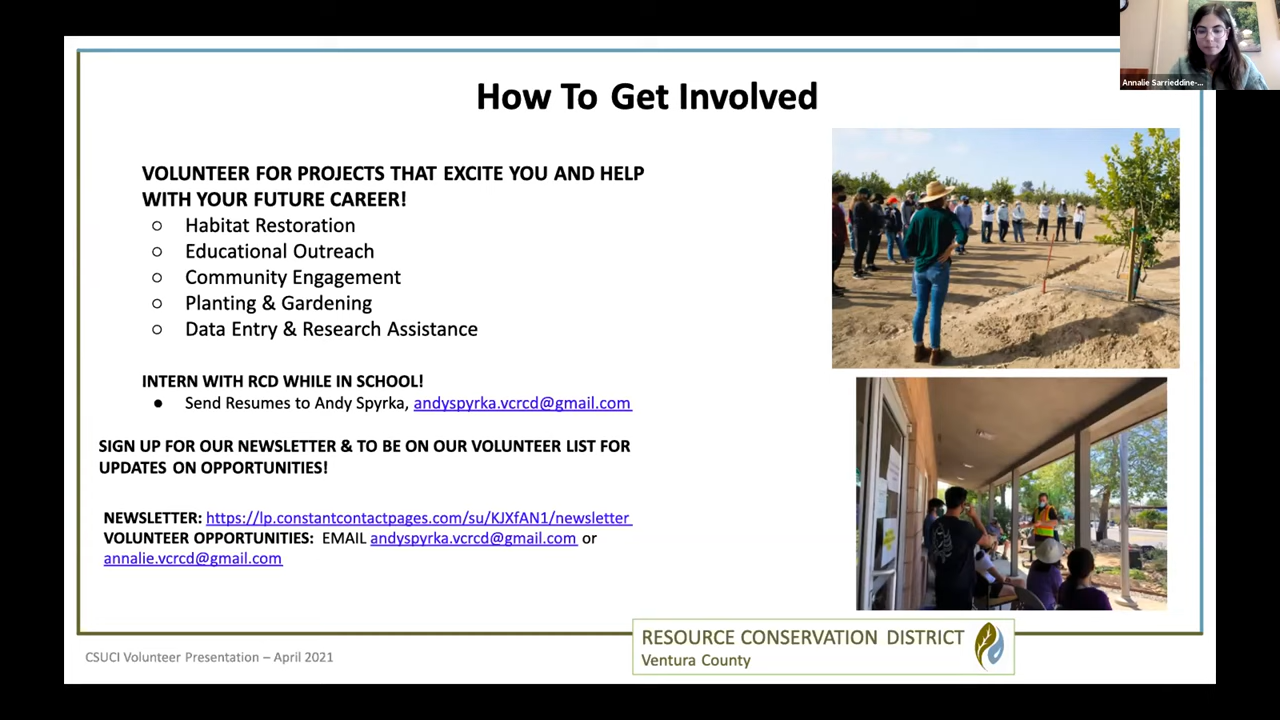 How To Get Involved
VOLUNTEER FOR PROJECTS THAT EXCITE YOU AND HELP
WITH YOUR FUTURE CAREER!
○ Habitat Restoration
○ Educational Outreach
○ Community Engagement
○ Planting & Gardening
○ Data Entry & Research Assistance
INTERN WITH RCD WHILE IN SCHOOL!
● Send Resumes to Andy Spyrka, andyspyrka.vcrcd@gmail.com
SIGN UP FOR OUR NEWSLETTER & TO BE ON OUR VOLUNTEER LIST FOR
UPDATES ON OPPORTUNITIES!
NEWSLETTER: https://lp.constantcontactpages.com/su/KJXfAN1/newsletter
VOLUNTEER OPPORTUNITIES: EMAIL andyspyrka.vcrcd@gmail.com or
annalie.vcrcd@gmail.com
CSUCI Volunteer Presentation – April 2021
RESOURCE CONSERVATION DISTRICT
Ventura County
Annalie Sarrieddine-...